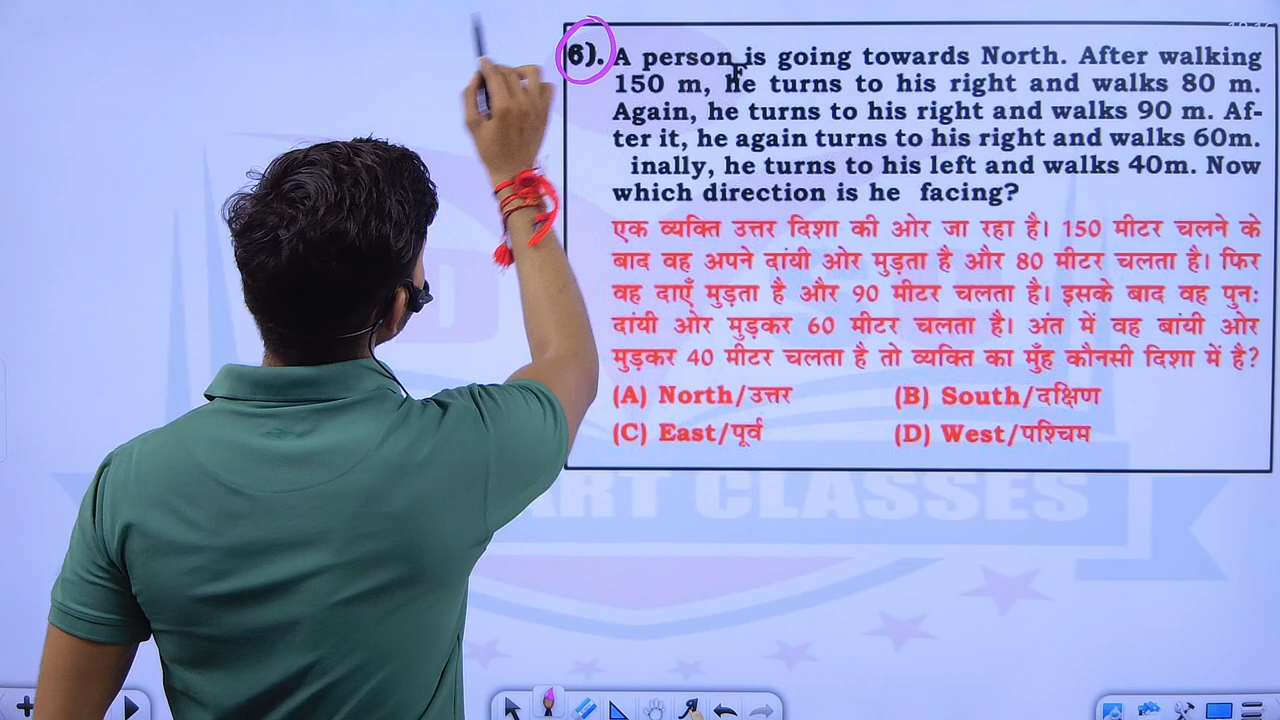 6). A person is going towards North. After walking
150 m, he turns to his right and walks 80 m.
Again, he turns to his right and walks 90 m. Af-
ter it, he again turns to his right and walks 60m.
F
inally, he turns to his left and walks 40m. Now
which direction is he facing?
एक व्यक्ति उत्तर दिशा की ओर जा रहा है। 150 मीटर चलने के
बाद वह अपने दांयी ओर मुड़ता है और 80 मीटर चलता है। फिर
वह दाएँ मुड़ता है और 90 मीटर चलता है। इसके बाद वह पुनः
दांयी ओर मुड़कर 60 मीटर चलता है। अंत में वह बांयी ओर
मुड़कर 40 मीटर चलता है तो व्यक्ति का मुँह कौनसी दिशा में है?
(A) North/उत्तर (B) South/दक्षिण
(C) East/पूर्व (D) West/पश्चिम
ART CLASSES